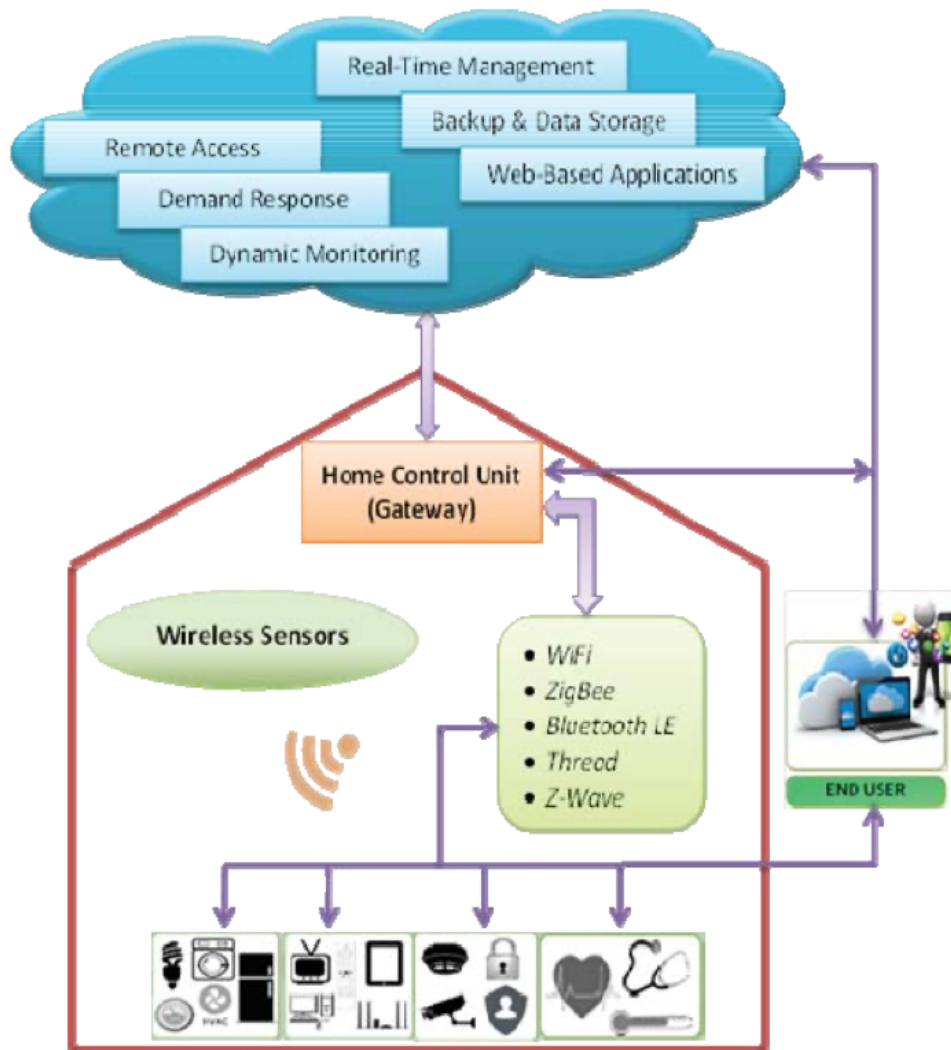 Real-Time Management
Backup & Data Storage
Remote Access
Web-Based Applications
Demand Response
Dynamic Monitoring
Home Control Unit
(Gateway)
Wireless Sensors
• WiFi
• ZigBee
• Bluetooth LE
• Thread
• Z-Wave
END USER
HVAC